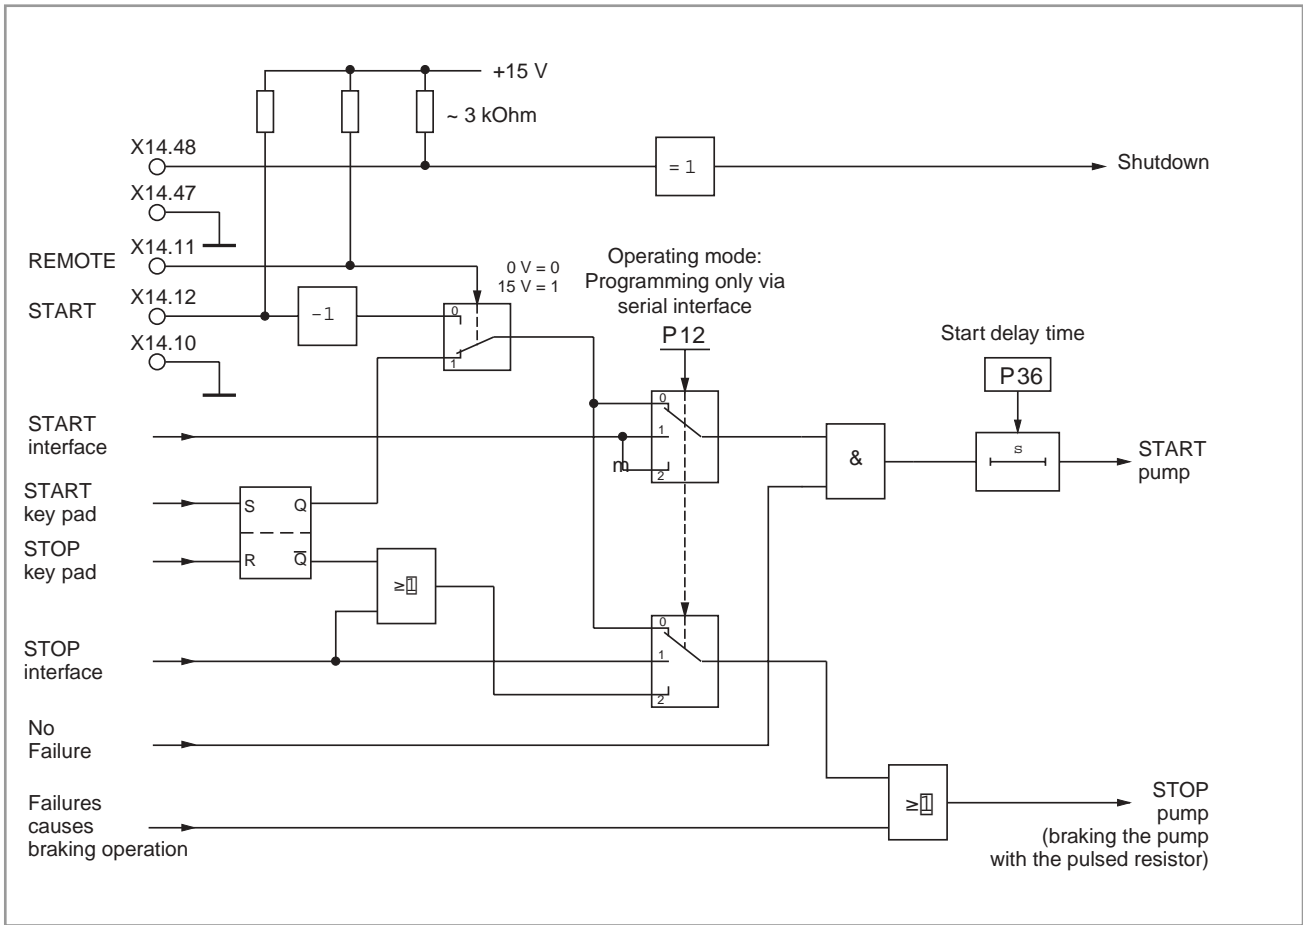 +15 V
~ 3 kOhm
X14.48
= 1
Shutdown
X14.47
X14.11
REMOTE
0 V = 0
15 V = 1
Operating mode:
Programming only via
serial interface
P12
X14.12
START
-1
0
1
X14.10
Start delay time
P36
START
interface
0
1
2
m
&
s
START
pump
START
key pad
S Q
STOP
key pad
R Q̅
≥1
STOP
interface
0
1
2
No
Failure
Failures
causes
braking operation
≥1
STOP
pump
(braking the pump
with the pulsed resistor)